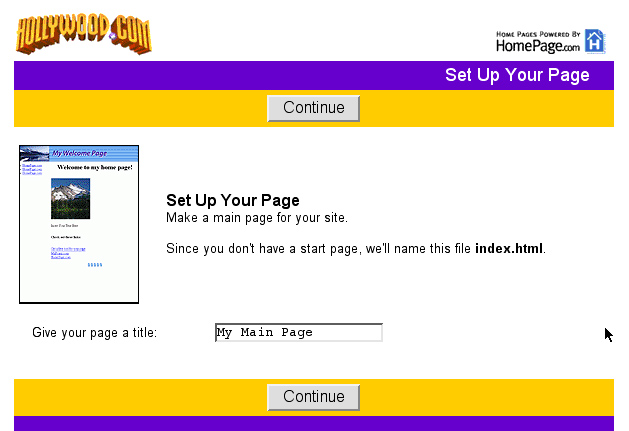 HOLLYWOOD.COM
HOME PAGES POWERED BY
HomePage.com
Set Up Your Page
Continue
My Welcome Page
Welcome to my home page!
Set Up Your Page
Make a main page for your site.
Since you don't have a start page, we'll name this file index.html.
Give your page a title:
My Main Page
Continue